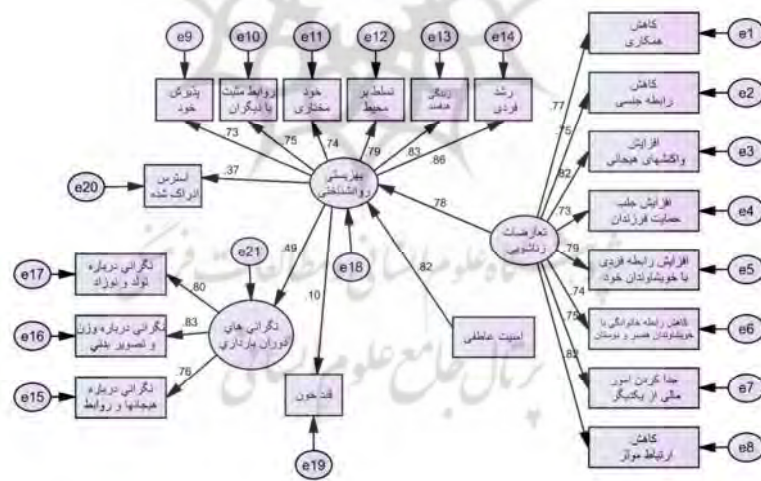 e9
e10
e11
e12
e13
e14
پذیرش
خود
روابط مثبت
با دیگران
خود
مختاری
تسلط بر
محیط
زندگی
هدفمند
رشد
فردی
.73
.75
.74
.79
.83
.86
کاهش
همکاری
e1
کاهش
رابطه جنسی
e2
افزایش
واکنشهای هیجانی
e3
افزایش جلب
حمایت فرزندان
e4
افزایش رابطه فردی
با خویشاوندان خود
e5
کاهش رابطه خانوادگی با
خویشاوندان همسر و دوستان
e6
جدا کردن امور
مالی از یکدیگر
e7
کاهش
ارتباط موثر
e8
.77
.75
.82
.73
.79
.74
.75
.82
تعارضات
زناشویی
.78
بهزیستی
روانشناختی
e18
.82
امنیت عاطفی
e20
استرس
ادراک شده
.37
.49
.10
e21
نگرانی های
دوران بارداری
e17
نگرانی درباره
تولد و نوزاد
.80
e16
نگرانی درباره وزن
و تصویر بدنی
.83
e15
نگرانی درباره
هیجانها و روابط
.76
قند خون
e19
پرتال جامع علوم انسانی